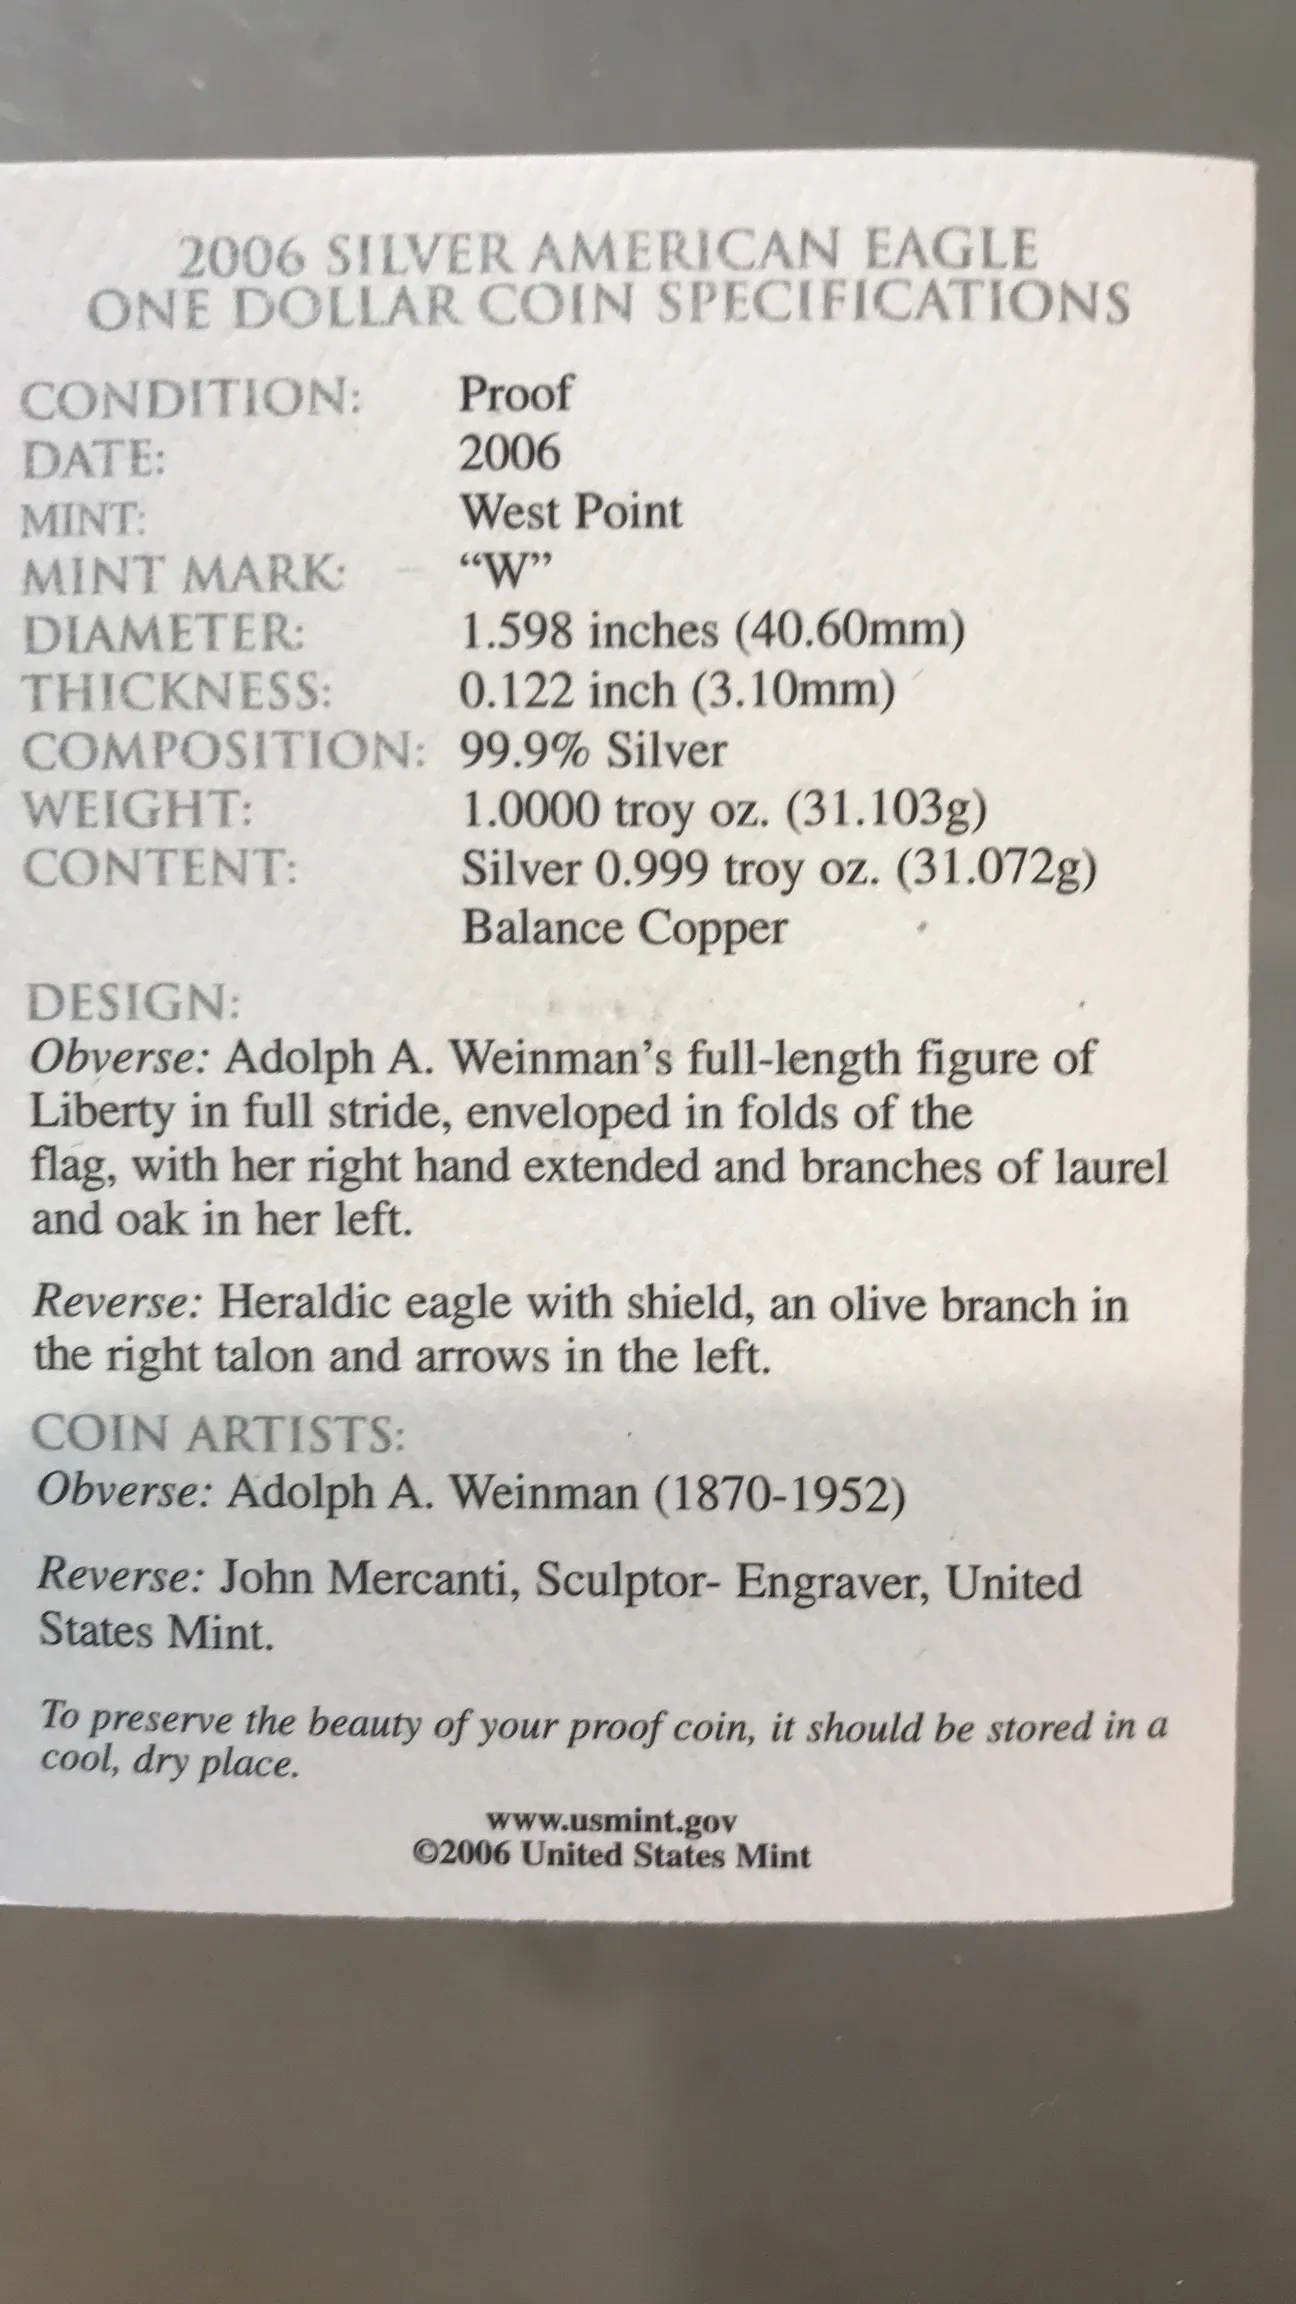 2006 SILVER AMERICAN EAGLE
ONE DOLLAR COIN SPECIFICATIONS
CONDITION: Proof
DATE: 2006
MINT: West Point
MINT MARK: “W”
DIAMETER: 1.598 inches (40.60mm)
THICKNESS: 0.122 inch (3.10mm)
COMPOSITION: 99.9% Silver
WEIGHT: 1.0000 troy oz. (31.103g)
CONTENT: Silver 0.999 troy oz. (31.072g)
Balance Copper
DESIGN:
Obverse: Adolph A. Weinman’s full-length figure of
Liberty in full stride, enveloped in folds of the
flag, with her right hand extended and branches of laurel
and oak in her left.
Reverse: Heraldic eagle with shield, an olive branch in
the right talon and arrows in the left.
COIN ARTISTS:
Obverse: Adolph A. Weinman (1870-1952)
Reverse: John Mercanti, Sculptor- Engraver, United
States Mint.
To preserve the beauty of your proof coin, it should be stored in a
cool, dry place.
www.usmint.gov
©2006 United States Mint